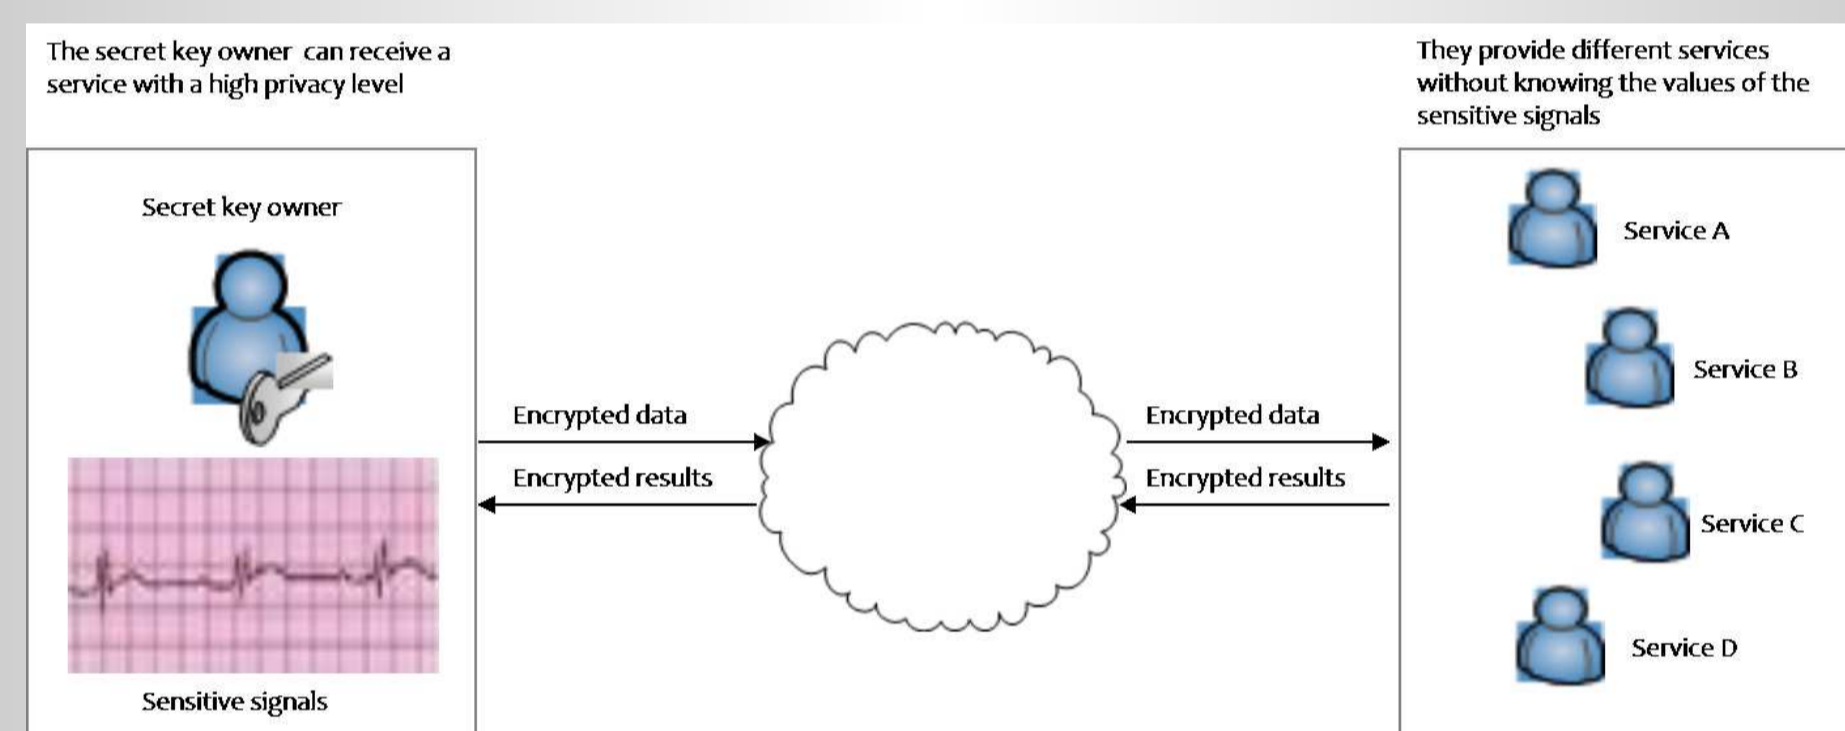 The secret key owner can receive a
service with a high privacy level
They provide different services
without knowing the values of the
sensitive signals
Secret key owner
Sensitive signals
Encrypted data
Encrypted results
Encrypted data
Encrypted results
Service A
Service B
Service C
Service D